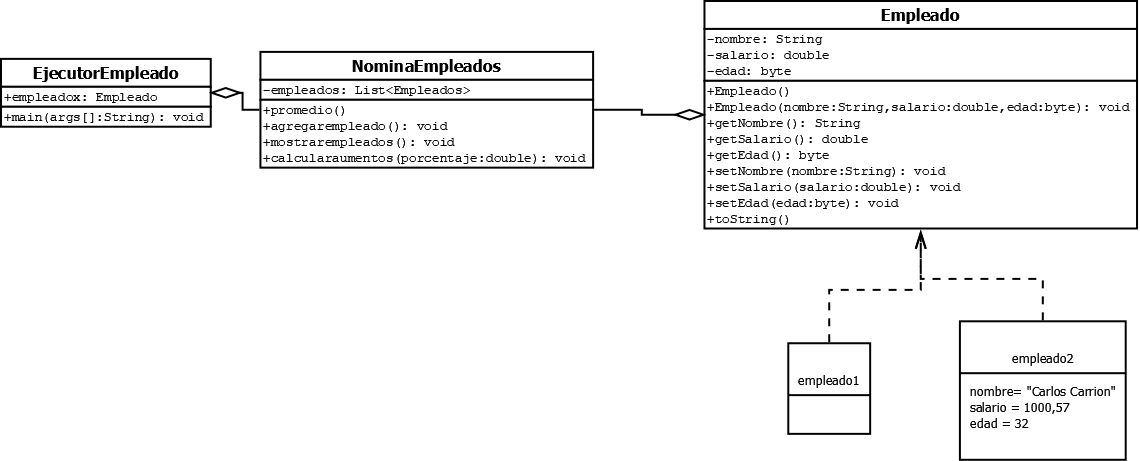 EjecutorEmpleado
+empleadox: Empleado
+main(args[]:String): void
NominaEmpleados
-empleados: List<Empleados>
+promedio()
+agregarempleado(): void
+mostrarempleados(): void
+calcularaumentos(porcentaje:double): void
Empleado
-nombre: String
-salario: double
-edad: byte
+Empleado()
+Empleado(nombre:String,salario:double,edad:byte): void
+getNombre(): String
+getSalario(): double
+getEdad(): byte
+setNombre(nombre:String): void
+setSalario(salario:double): void
+setEdad(edad:byte): void
+toString()
empleado1
empleado2
nombre= "Carlos Carrion"
salario = 1000,57
edad = 32